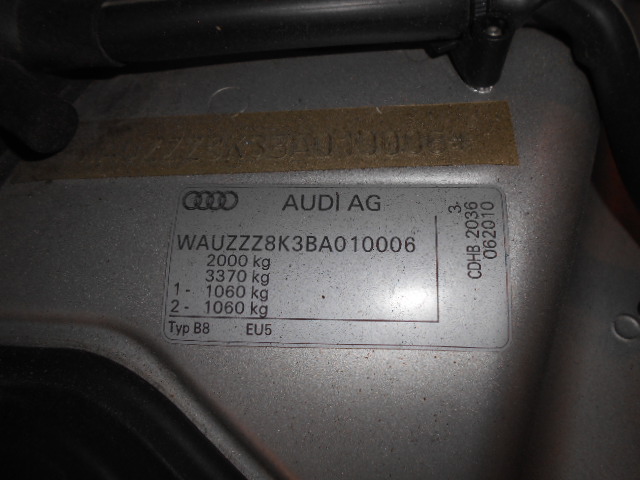 AUDI AG
WAUZZZ8K3BA010006
2000 kg
3370 kg
1- 1060 kg
2- 1060 kg
Typ B8 EU5
3.
CDHB 2036
062010